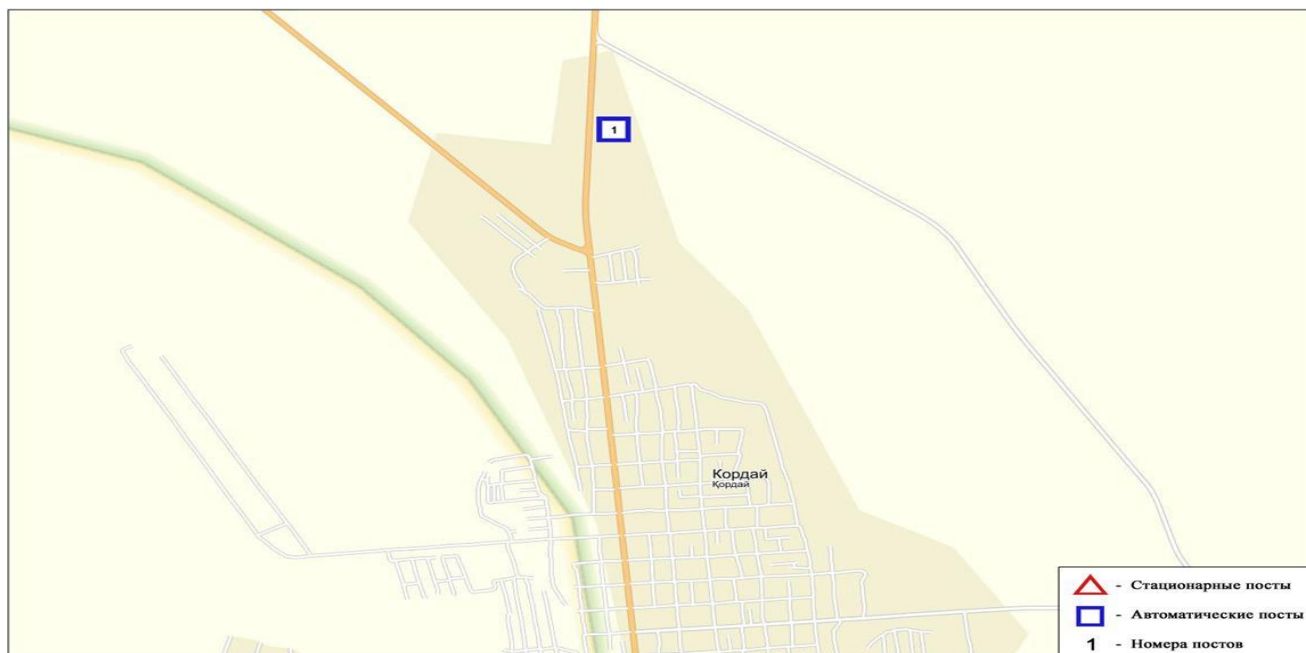 1
Кордай
Қордай
- Стационарные посты
- Автоматические посты
1 - Номера постов